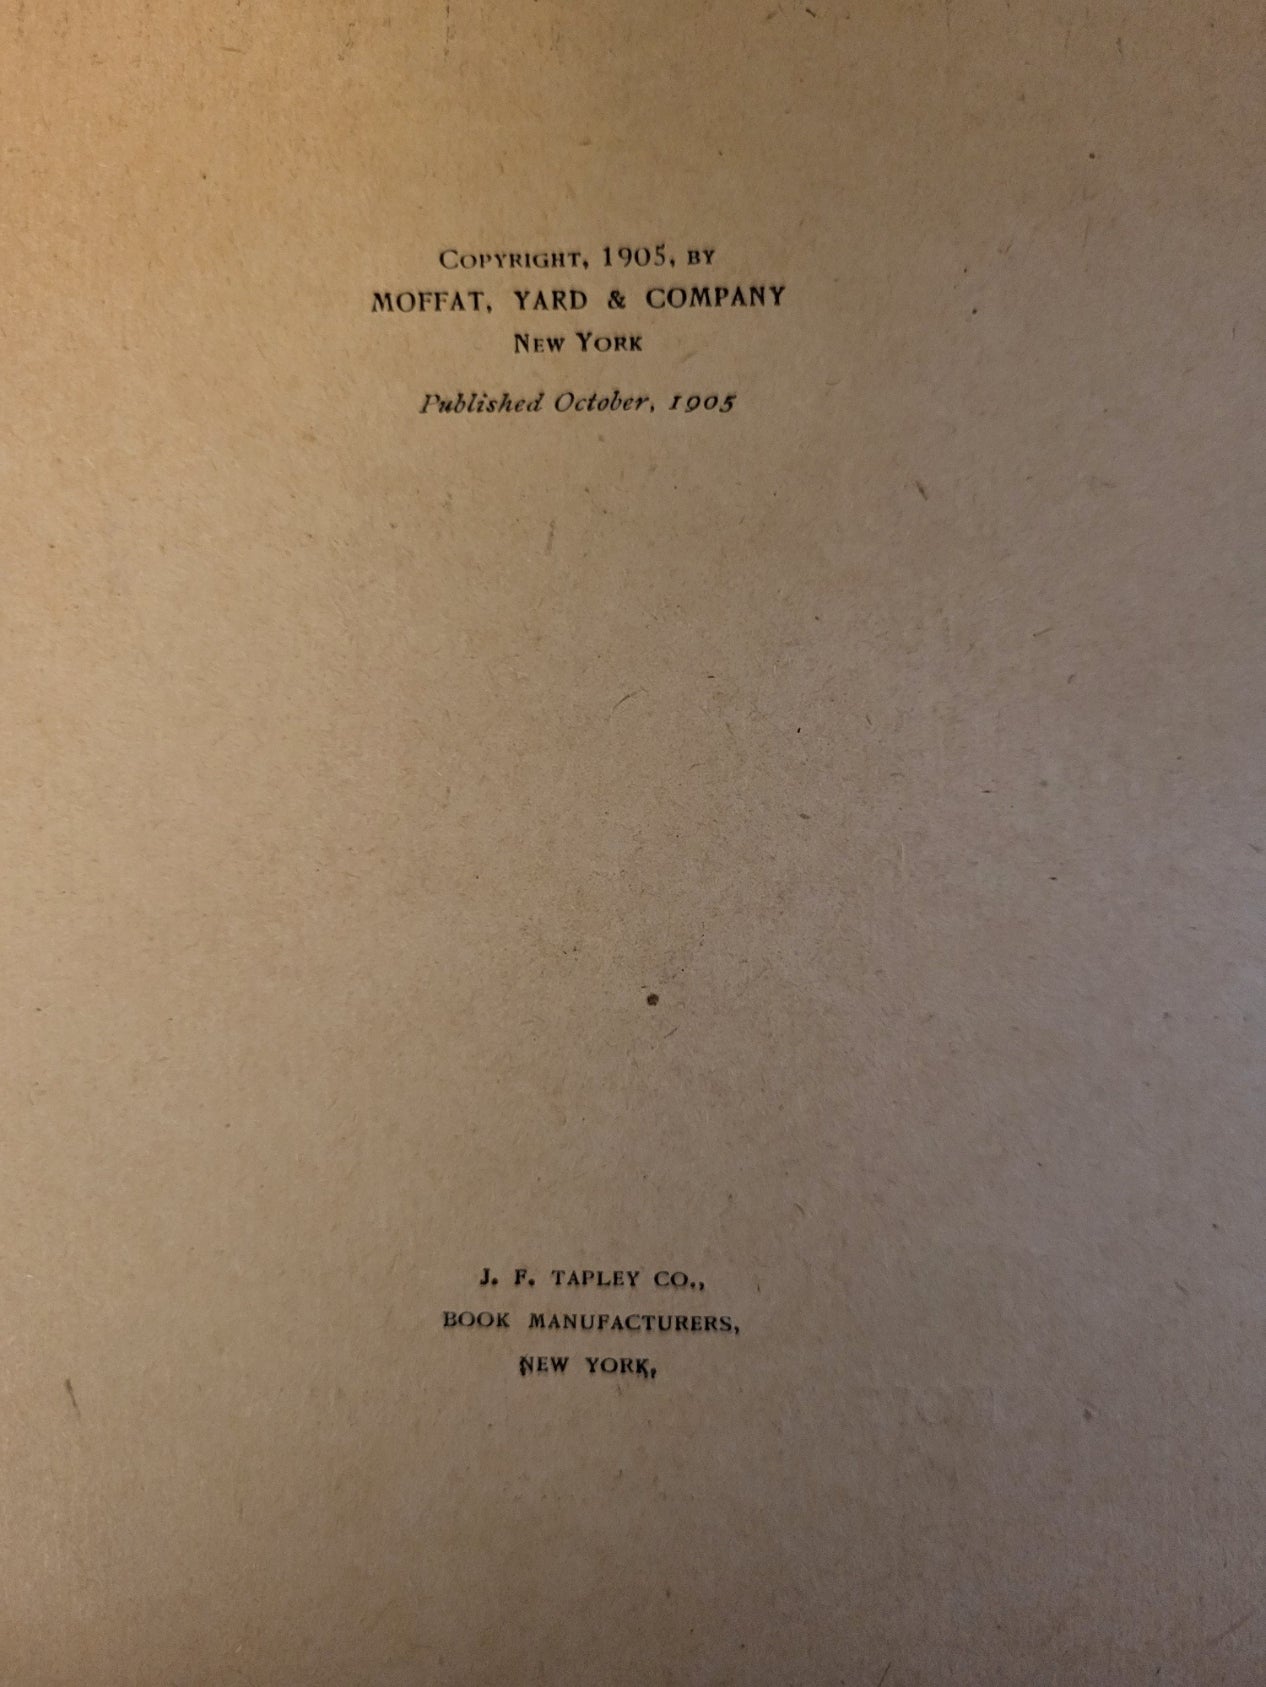 COPYRIGHT, 1905, BY
MOFFAT, YARD & COMPANY
NEW YORK
Published October, 1905
J. F. TAPLEY CO.,
BOOK MANUFACTURERS,
NEW YORK,